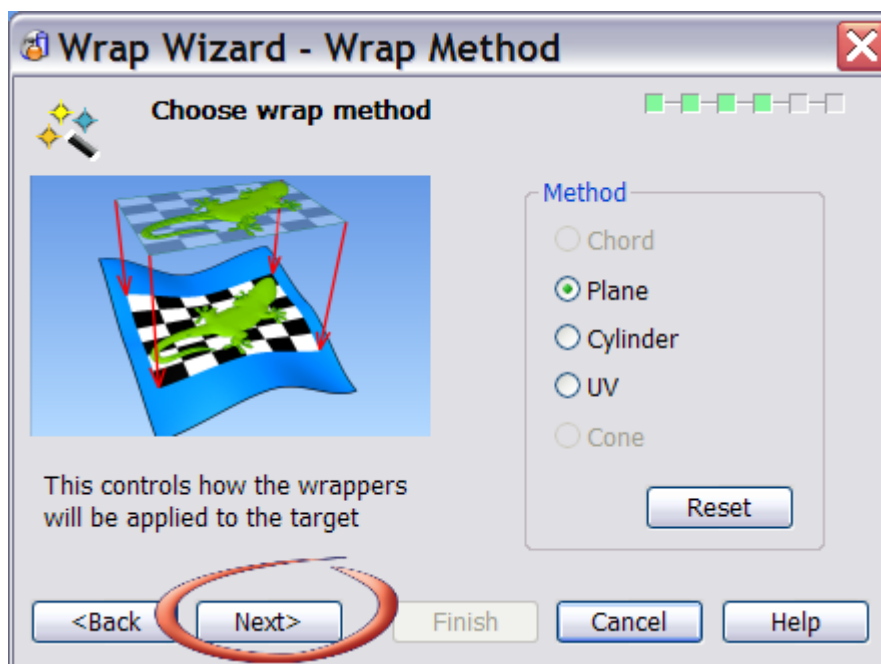 Wrap Wizard - Wrap Method
Choose wrap method
Method
Chord
Plane
Cylinder
UV
Cone
Reset
This controls how the wrappers
will be applied to the target
<Back
Next>
Finish
Cancel
Help